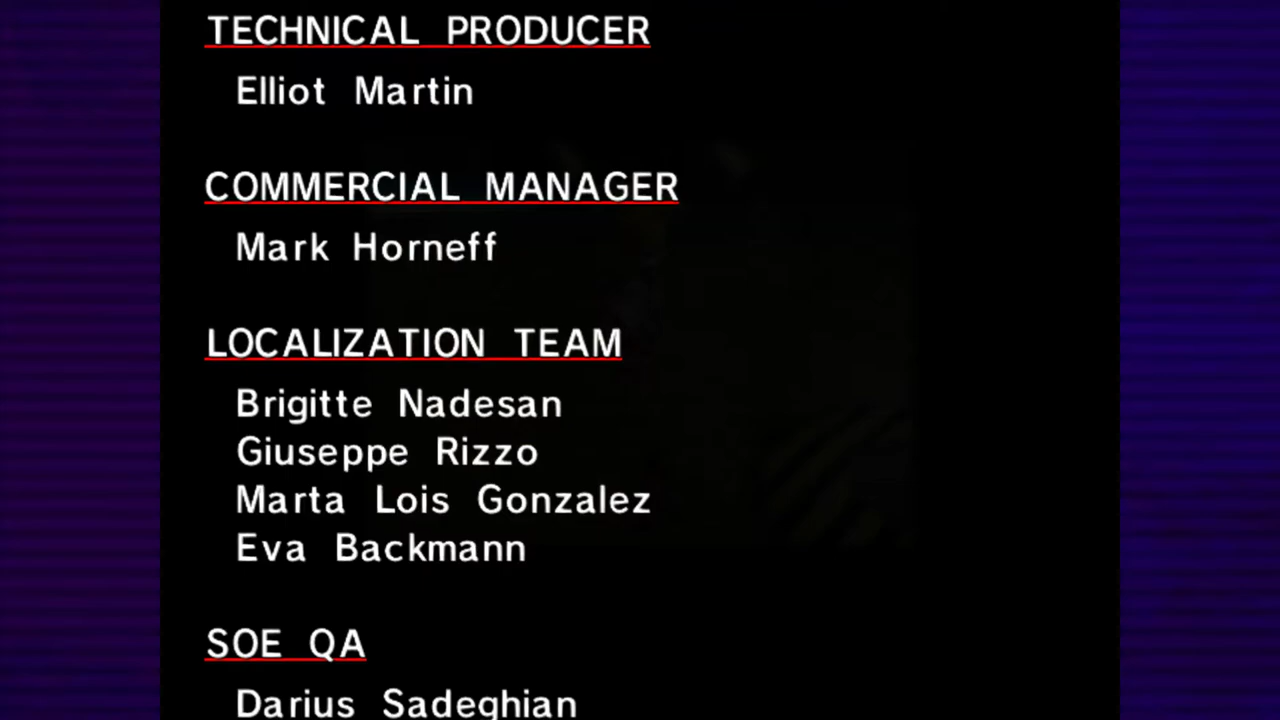 TECHNICAL PRODUCER
Elliot Martin
COMMERCIAL MANAGER
Mark Horneff
LOCALIZATION TEAM
Brigitte Nadesan
Giuseppe Rizzo
Marta Lois Gonzalez
Eva Backmann
SOE QA
Darius Sadeghian